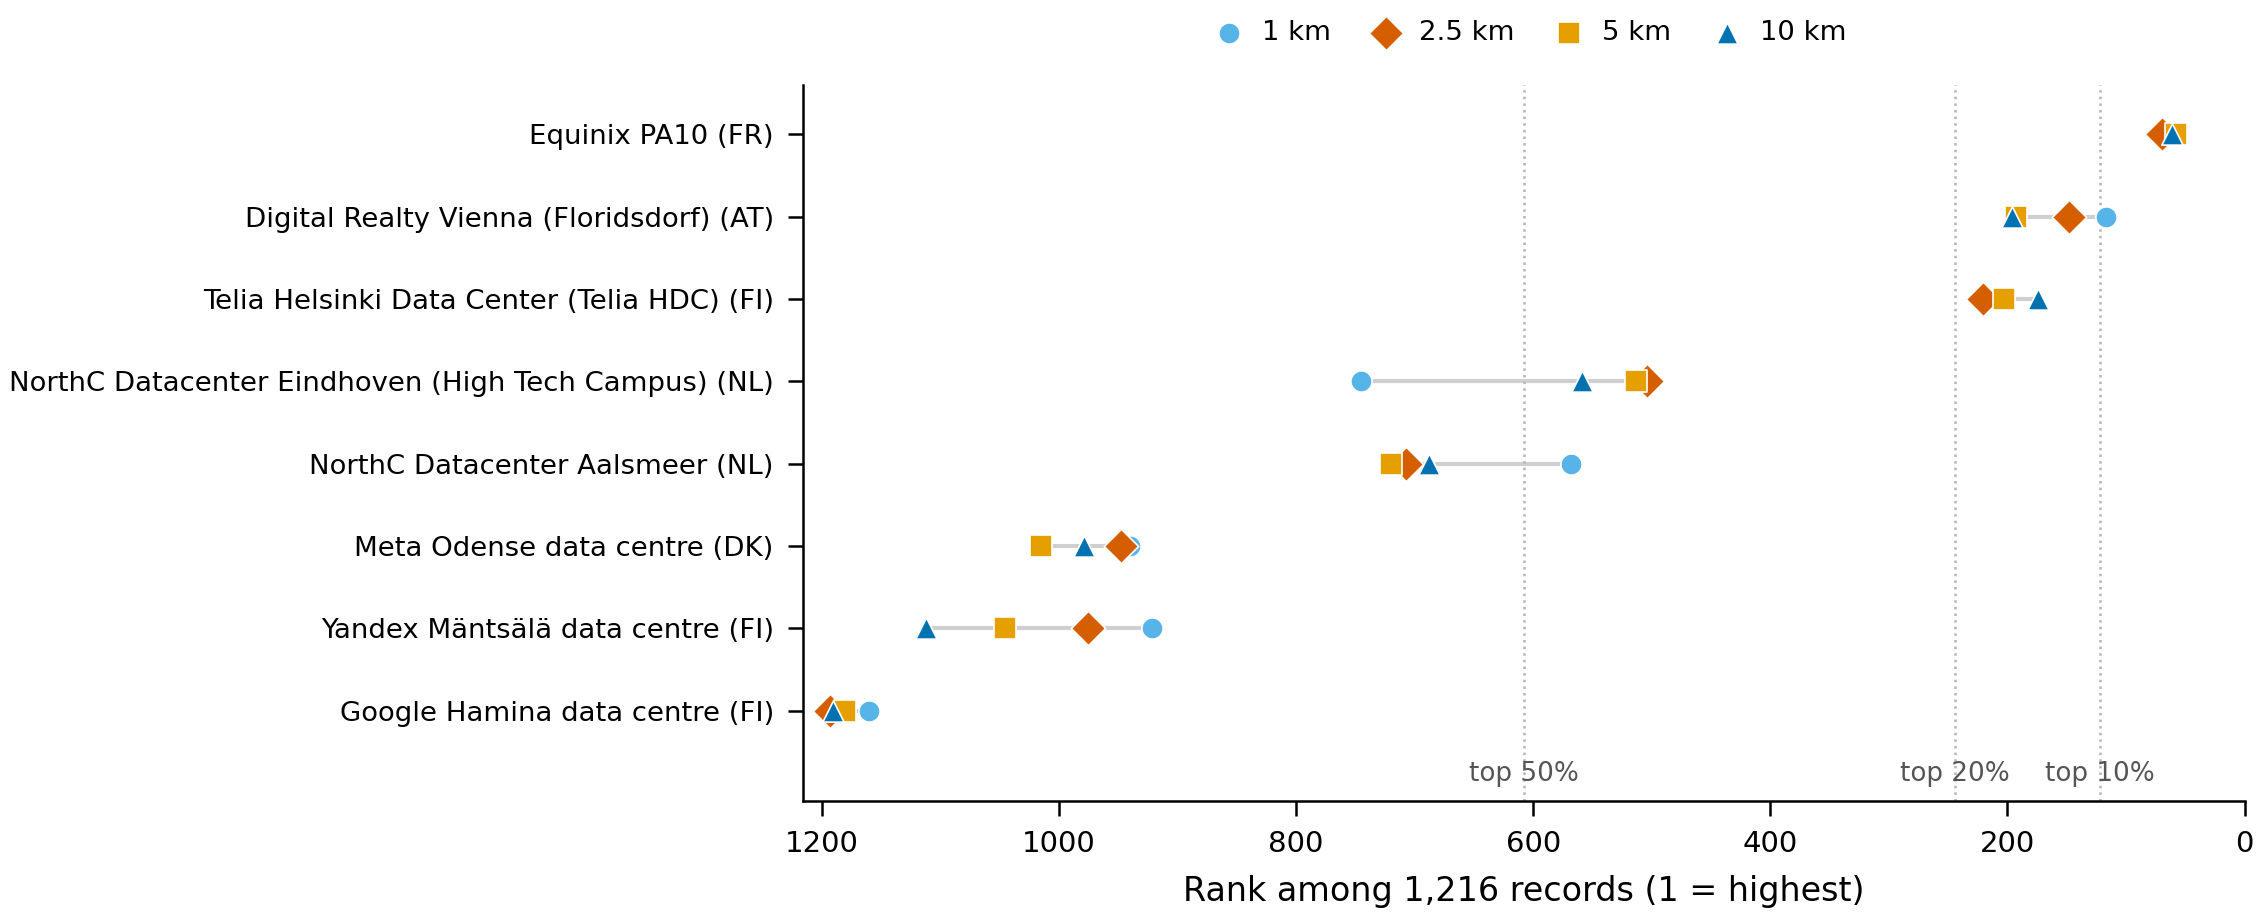 1 km 2.5 km 5 km 10 km
Equinix PA10 (FR)
Digital Realty Vienna (Floridsdorf) (AT)
Telia Helsinki Data Center (Telia HDC) (FI)
NorthC Datacenter Eindhoven (High Tech Campus) (NL)
NorthC Datacenter Aalsmeer (NL)
Meta Odense data centre (DK)
Yandex Mäntsälä data centre (FI)
Google Hamina data centre (FI)
top 50% top 20% top 10%
1200 1000 800 600 400 200 0
Rank among 1,216 records (1 = highest)